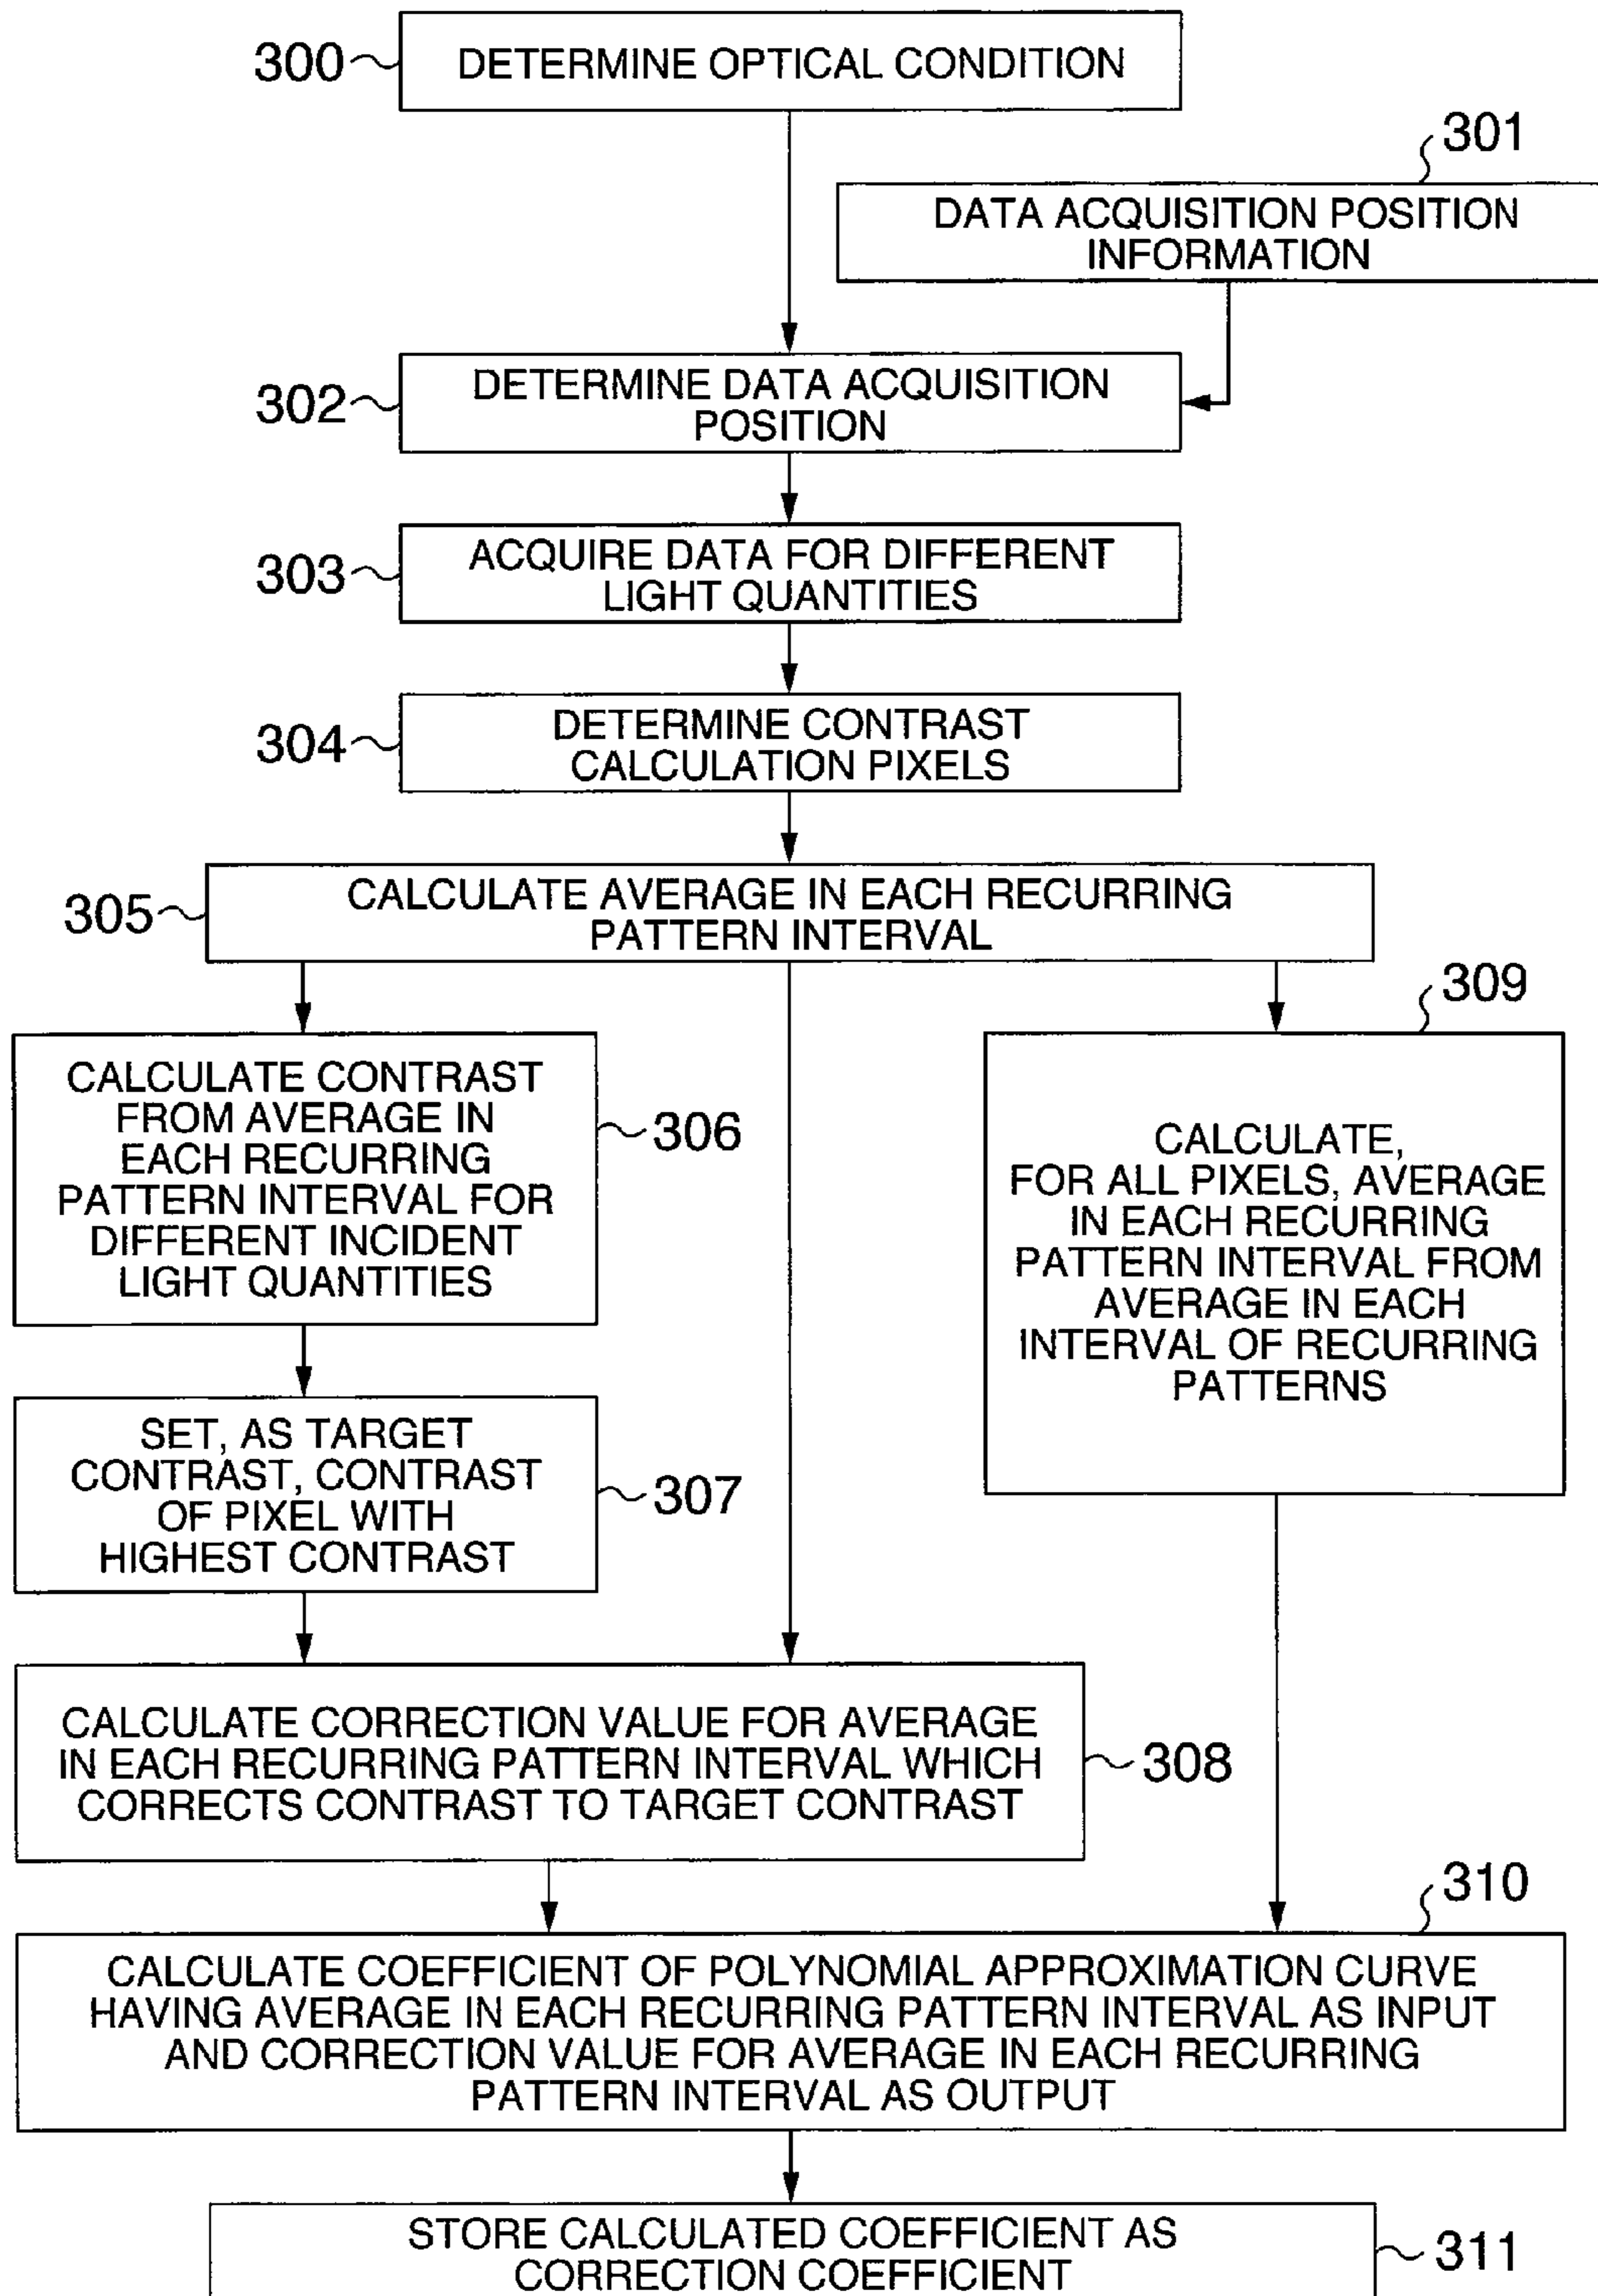 300
DETERMINE OPTICAL CONDITION
301
DATA ACQUISITION POSITION
INFORMATION
302
DETERMINE DATA ACQUISITION
POSITION
303
ACQUIRE DATA FOR DIFFERENT
LIGHT QUANTITIES
304
DETERMINE CONTRAST
CALCULATION PIXELS
305
CALCULATE AVERAGE IN EACH RECURRING
PATTERN INTERVAL
306
CALCULATE CONTRAST
FROM AVERAGE IN
EACH RECURRING
PATTERN INTERVAL FOR
DIFFERENT INCIDENT
LIGHT QUANTITIES
307
SET, AS TARGET
CONTRAST, CONTRAST
OF PIXEL WITH
HIGHEST CONTRAST
309
CALCULATE,
FOR ALL PIXELS, AVERAGE
IN EACH RECURRING
PATTERN INTERVAL FROM
AVERAGE IN EACH
INTERVAL OF RECURRING
PATTERNS
308
CALCULATE CORRECTION VALUE FOR AVERAGE
IN EACH RECURRING PATTERN INTERVAL WHICH
CORRECTS CONTRAST TO TARGET CONTRAST
310
CALCULATE COEFFICIENT OF POLYNOMIAL APPROXIMATION CURVE
HAVING AVERAGE IN EACH RECURRING PATTERN INTERVAL AS INPUT
AND CORRECTION VALUE FOR AVERAGE IN EACH RECURRING
PATTERN INTERVAL AS OUTPUT
311
STORE CALCULATED COEFFICIENT AS
CORRECTION COEFFICIENT